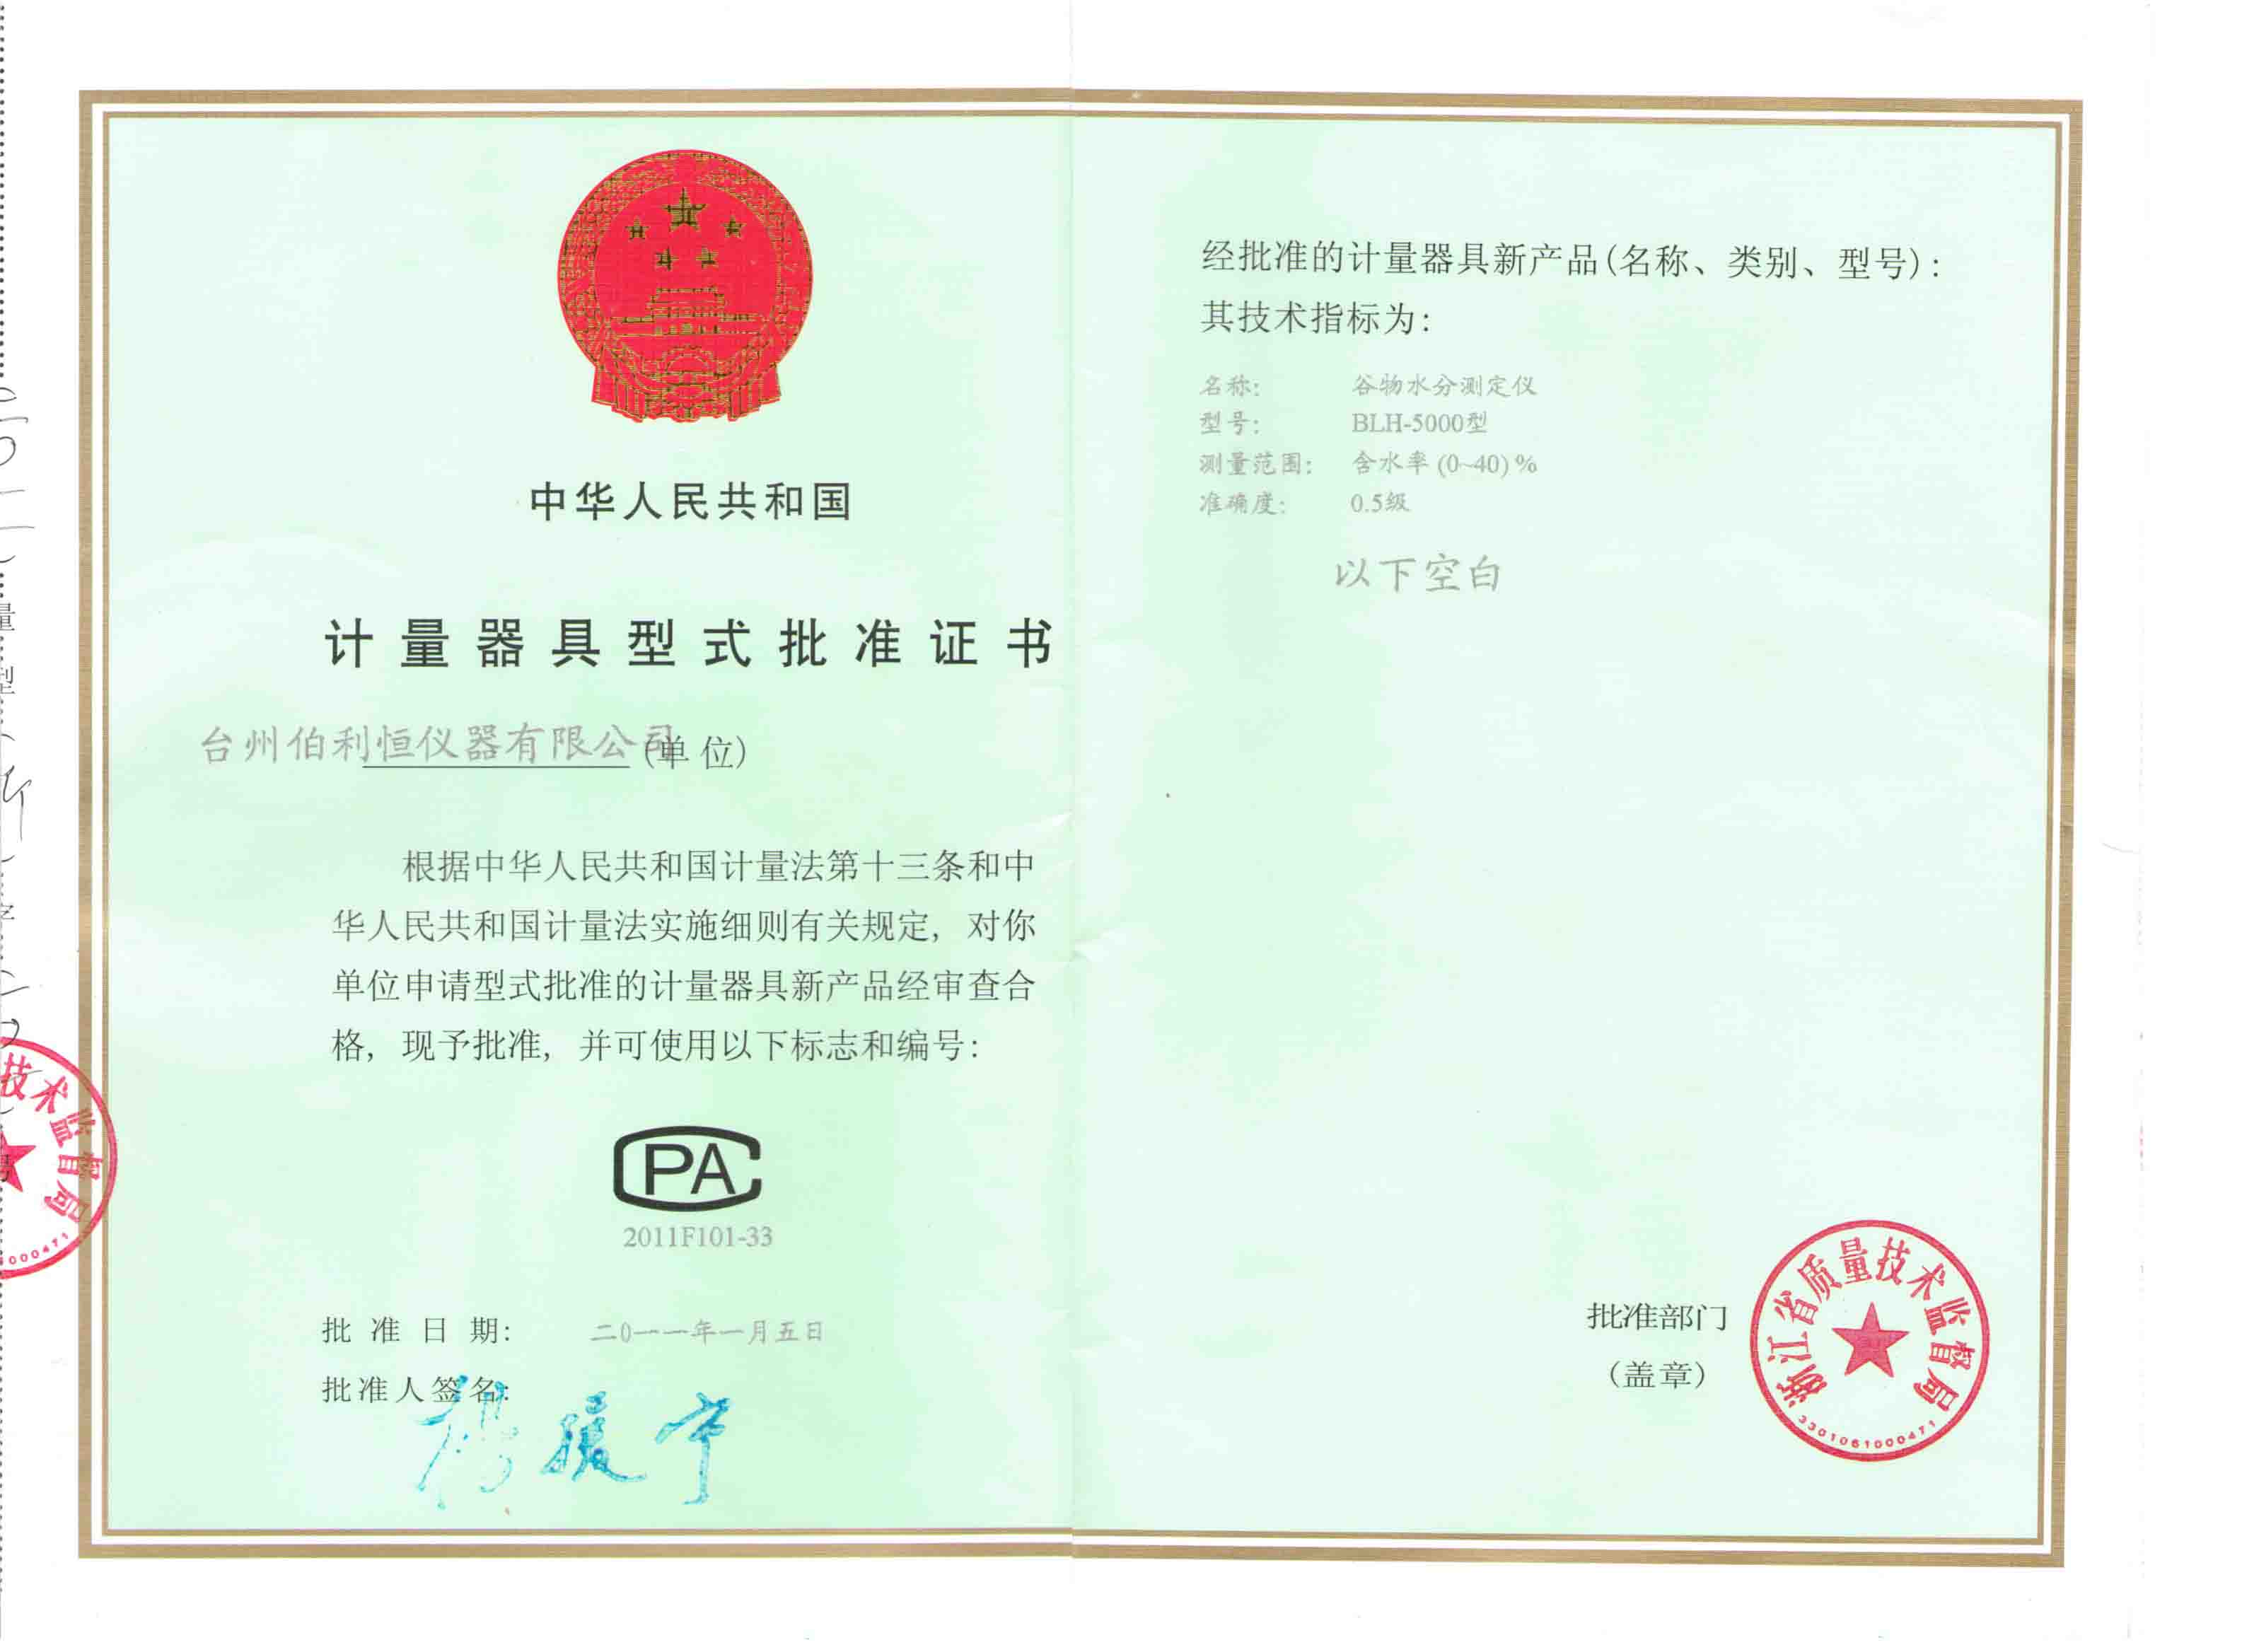 中华人民共和国
计量器具型式批准证书
台州伯利恒仪器有限公司(单位)
根据中华人民共和国计量法第十三条和中
华人民共和国计量法实施细则有关规定，对你
单位申请型式批准的计量器具新产品经审查合
格，现予批准，并可使用以下标志和编号：
CPA
2011F101-33
批准日期：二0一一年一月五日
批准人签名：
经批准的计量器具新产品(名称、类别、型号)：
其技术指标为：
名称：谷物水分测定仪
型号：BLH-5000型
测量范围：含水率(0~40)%
准确度：0.5级
以下空白
批准部门
(盖章)
浙江省质量技术监督局
3301061000471
量
型
技术监督局
000471